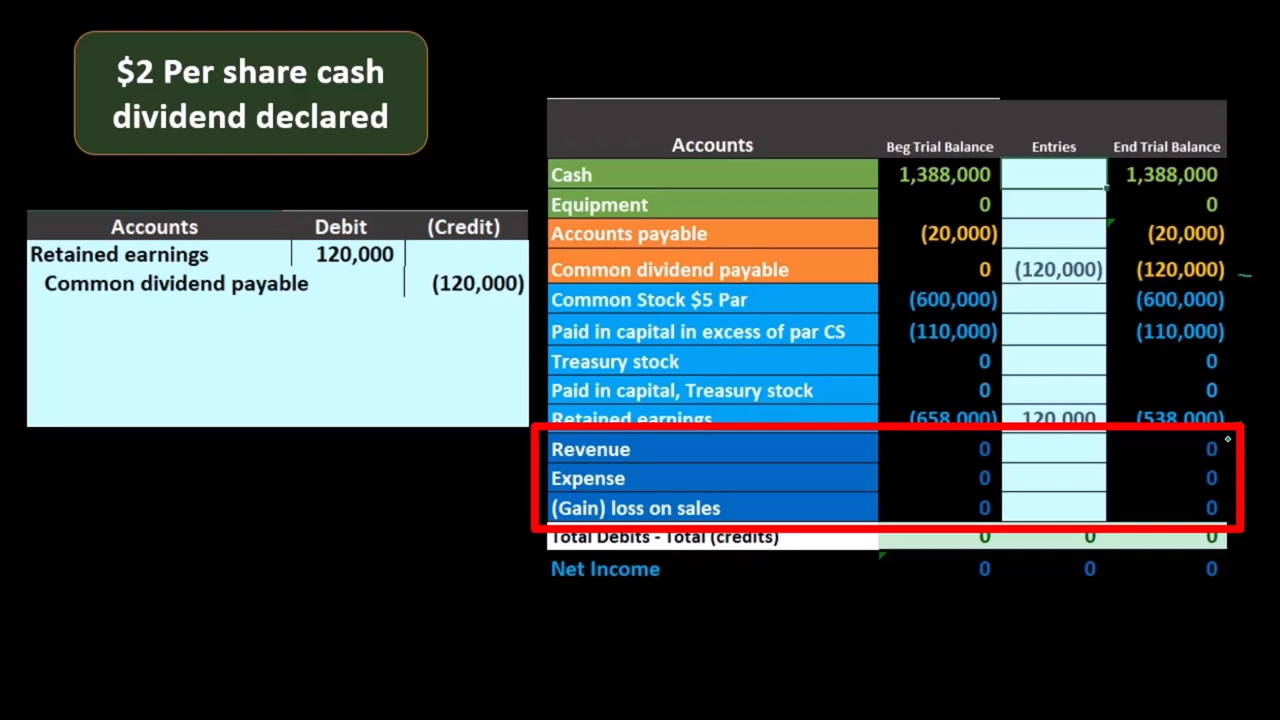 $2 Per share cash
dividend declared
Accounts Debit (Credit)
Retained earnings 120,000
Common dividend payable (120,000)
Accounts Beg Trial Balance Entries End Trial Balance
Cash 1,388,000 1,388,000
Equipment 0 0
Accounts payable (20,000) (20,000)
Common dividend payable 0 (120,000) (120,000)
Common Stock $5 Par (600,000) (600,000)
Paid in capital in excess of par CS (110,000) (110,000)
Treasury stock 0 0
Paid in capital, Treasury stock 0 0
Retained earnings (658,000) 120,000 (538,000)
Revenue 0 0
Expense 0 0
(Gain) loss on sales 0 0
Total Debits - Total (credits) 0 0 0
Net Income 0 0 0